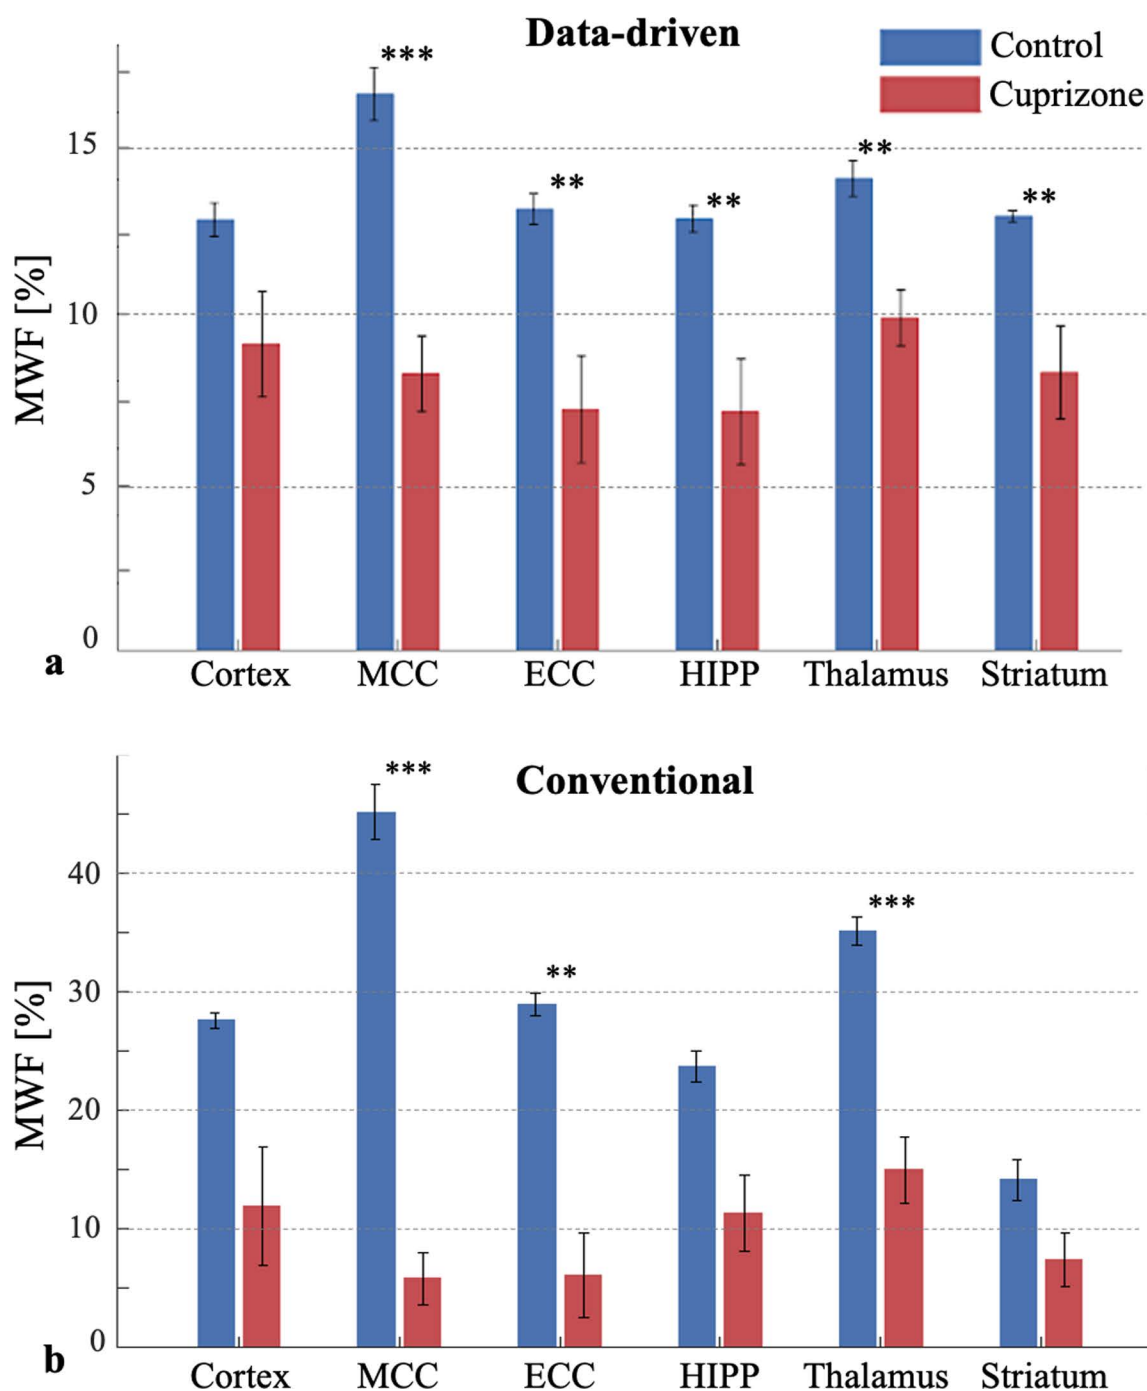 Data-driven
Control
Cuprizone
***
**
**
**
**
15
10
5
0
MWF [%]
a
Cortex MCC ECC HIPP Thalamus Striatum
Conventional
***
**
***
40
30
20
10
0
MWF [%]
b
Cortex MCC ECC HIPP Thalamus Striatum